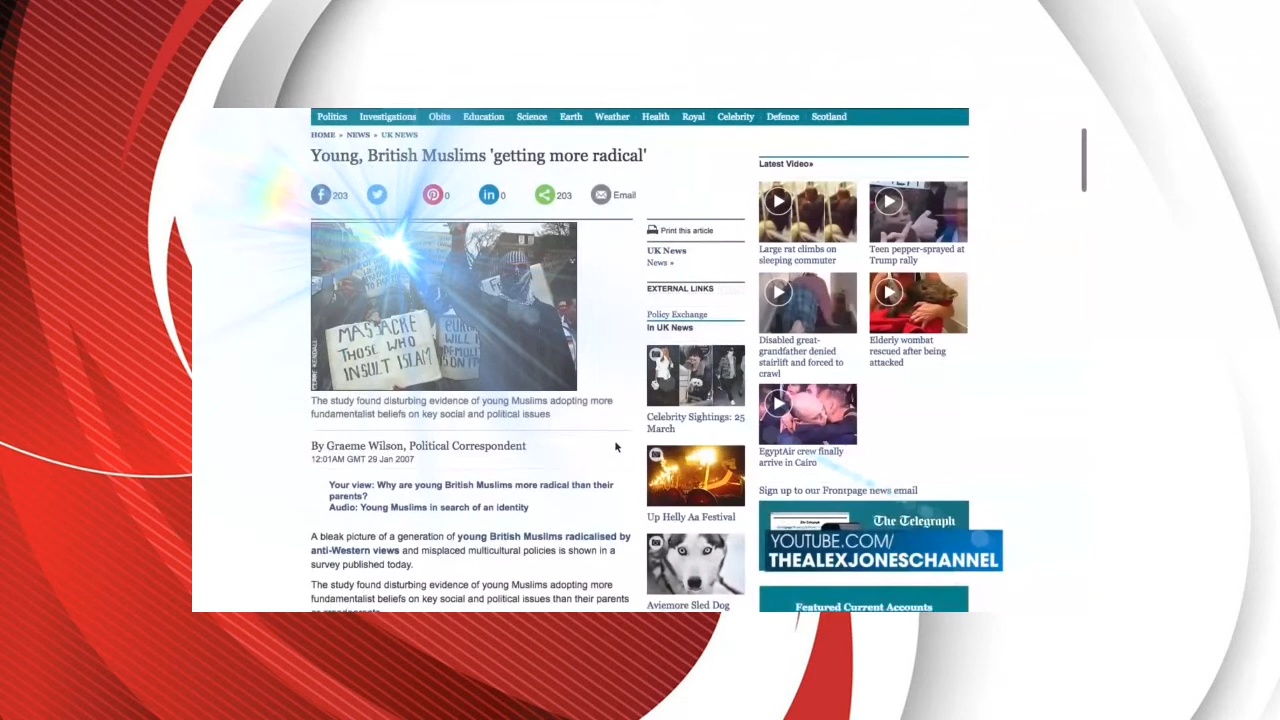 Politics Investigations Obits Education Science Earth Weather Health Royal Celebrity Defence Scotland
HOME » NEWS » UK NEWS
Young, British Muslims 'getting more radical'
203
0
0
203
Email
MASSACRE
THOSE WHO
INSULT ISLAM
The study found disturbing evidence of young Muslims adopting more
fundamentalist beliefs on key social and political issues
By Graeme Wilson, Political Correspondent
12:01AM GMT 29 Jan 2007
Your view: Why are young British Muslims more radical than their
parents?
Audio: Young Muslims in search of an identity
A bleak picture of a generation of young British Muslims radicalised by
anti-Western views and misplaced multicultural policies is shown in a
survey published today.
The study found disturbing evidence of young Muslims adopting more
fundamentalist beliefs on key social and political issues than their parents
or grandparents
Print this article
UK News
News »
EXTERNAL LINKS
Policy Exchange
In UK News
Celebrity Sightings: 25
March
Up Helly Aa Festival
Aviemore Sled Dog
Latest Video»
Large rat climbs on
sleeping commuter
Teen pepper-sprayed at
Trump rally
Disabled great-
grandfather denied
stairlift and forced to
crawl
Elderly wombat
rescued after being
attacked
EgyptAir crew finally
arrive in Cairo
Sign up to our Frontpage news email
The Telegraph
YOUTUBE.COM/
THEALEXJONESCHANNEL
Featured Current Accounts